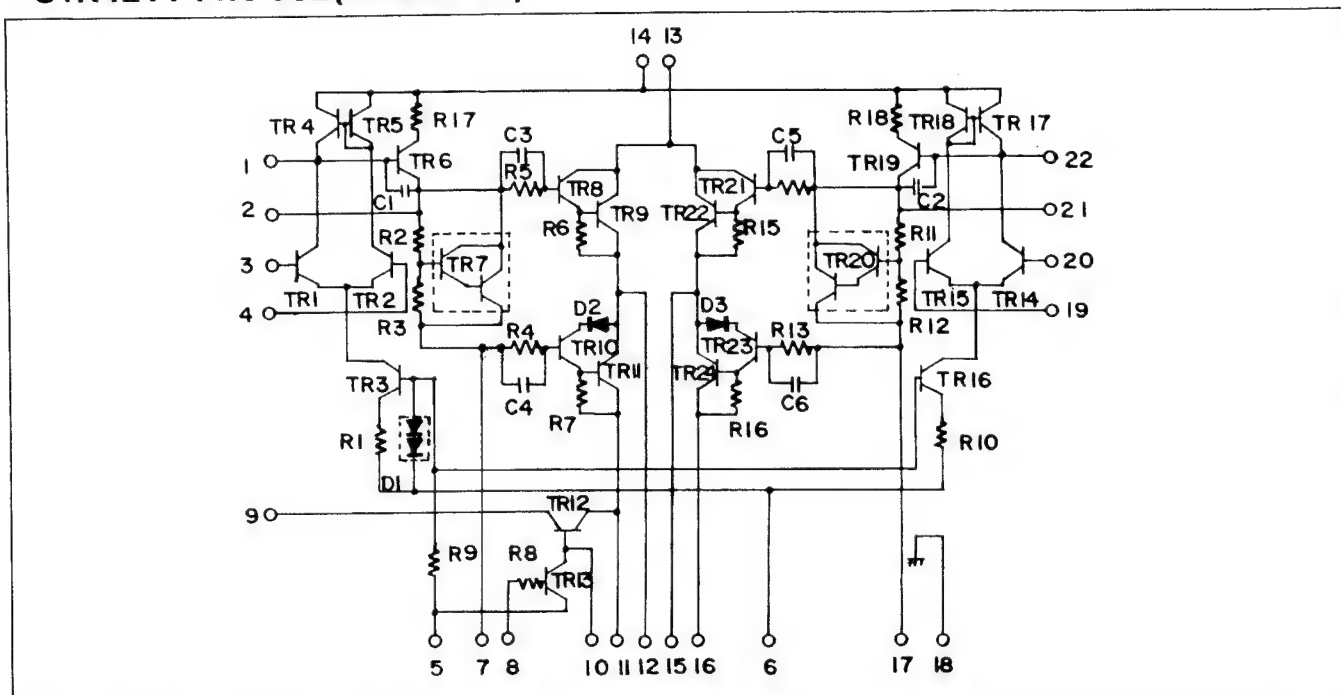 14 13
TR4 TR5 R17 C3 C5 R18 TR18 TR17
1 TR6 R5 TR8 TR21 TR19 22
C1 TR9 TR22 C2
2 R2 R6 R15 R11 21
3 TR7 TR20 20
TR1 TR2 D2 D3 TR15 TR14
4 R3 R4 TR10 TR23 R13 R12 19
TR3 TR11 TR24 TR16
C4 R7 R16 C6
R1 R10
D1
9 TR12
R9 R8 TR13
5 7 8 10 11 12 15 16 6 17 18